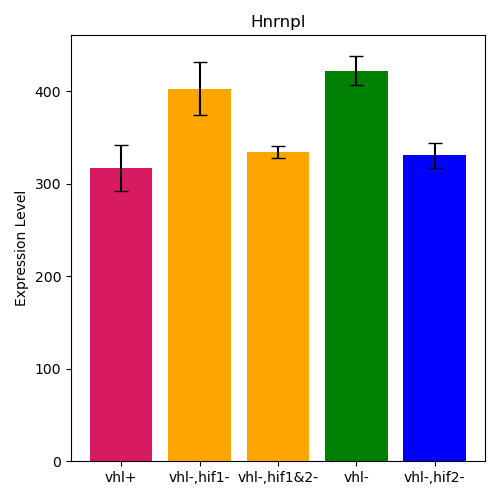 Hnrnpl
Expression Level
400
300
200
100
0
vhl+ vhl-,hif1- vhl-,hif1&2- vhl- vhl-,hif2-